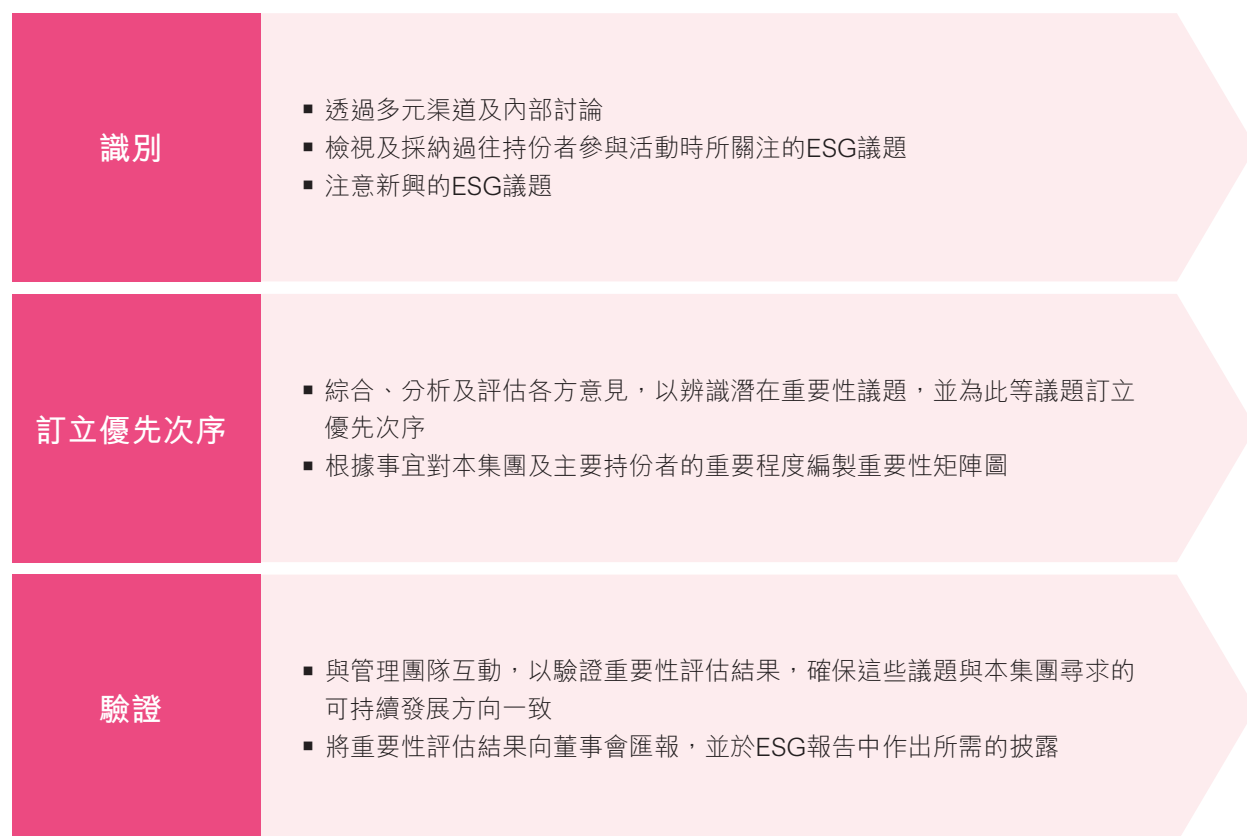 識別
■ 透過多元渠道及內部討論
■ 檢視及採納過往持份者參與活動時所關注的ESG議題
■ 注意新興的ESG議題
訂立優先次序
■ 綜合、分析及評估各方意見，以辨識潛在重要性議題，並為此等議題訂立
優先次序
■ 根據事宜對本集團及主要持份者的重要程度編製重要性矩陣圖
驗證
■ 與管理團隊互動，以驗證重要性評估結果，確保這些議題與本集團尋求的
可持續發展方向一致
■ 將重要性評估結果向董事會匯報，並於ESG報告中作出所需的披露